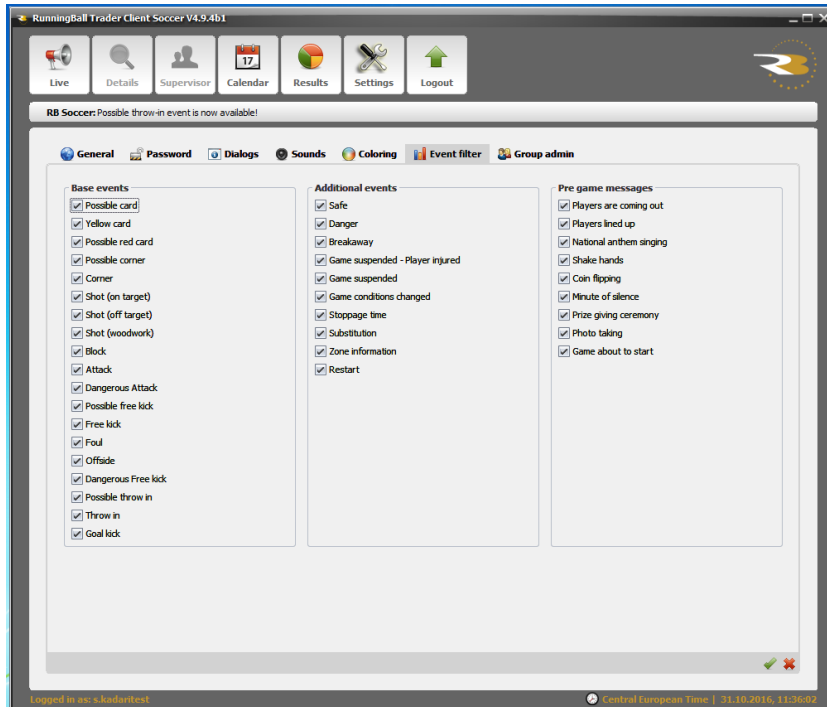 RunningBall Trader Client Soccer V4.9.4b1
Live Details Supervisor Calendar Results Settings Logout
17
RB Soccer: Possible throw-in event is now available!
General Password Dialogs Sounds Coloring Event filter Group admin
Base events
Possible card
Yellow card
Possible red card
Possible corner
Corner
Shot (on target)
Shot (off target)
Shot (woodwork)
Block
Attack
Dangerous Attack
Possible free kick
Free kick
Foul
Offside
Dangerous Free kick
Possible throw in
Throw in
Goal kick
Additional events
Safe
Danger
Breakaway
Game suspended - Player injured
Game suspended
Game conditions changed
Stoppage time
Substitution
Zone information
Restart
Pre game messages
Players are coming out
Players lined up
National anthem singing
Shake hands
Coin flipping
Minute of silence
Prize giving ceremony
Photo taking
Game about to start
Logged in as: s.kadaritest
Central European Time | 31.10.2016, 11:36:02